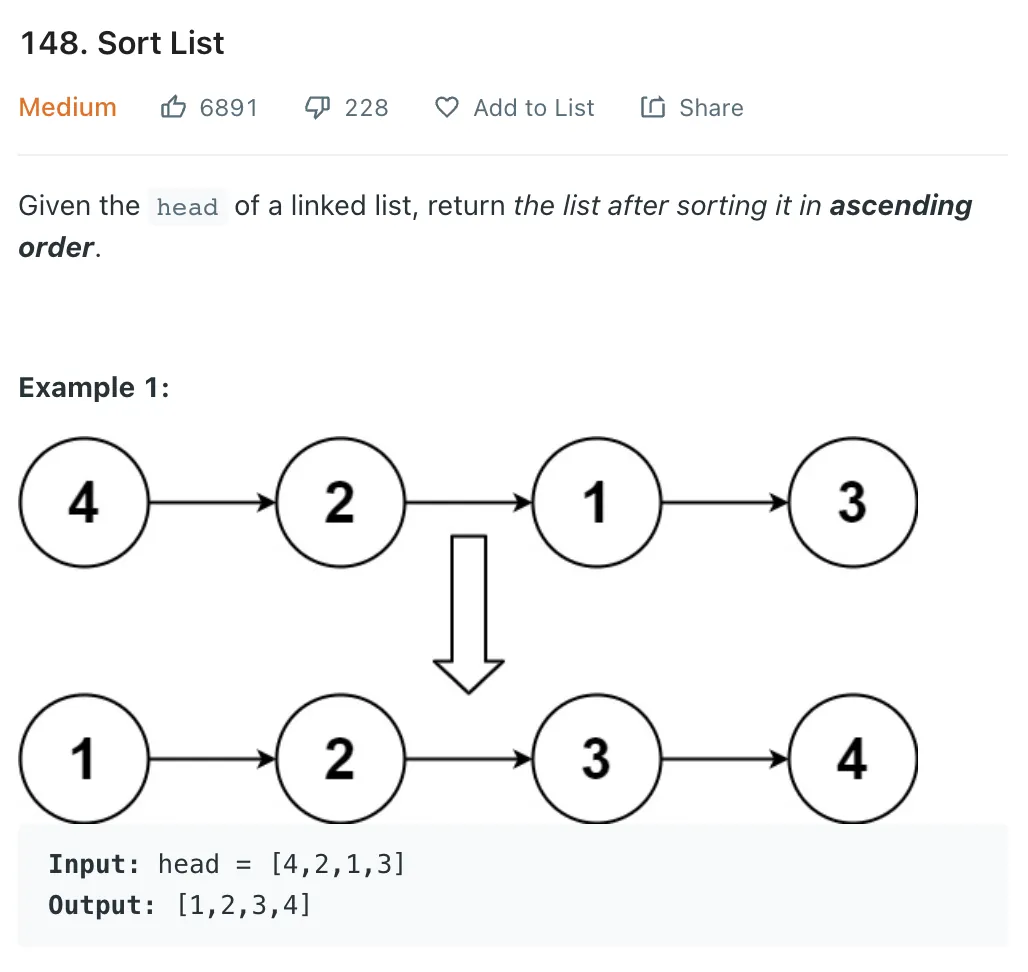 148. Sort List
Medium 6891 228 Add to List Share
Given the head of a linked list, return the list after sorting it in ascending
order.
Example 1:
4 2 1 3
1 2 3 4
Input: head = [4,2,1,3]
Output: [1,2,3,4]